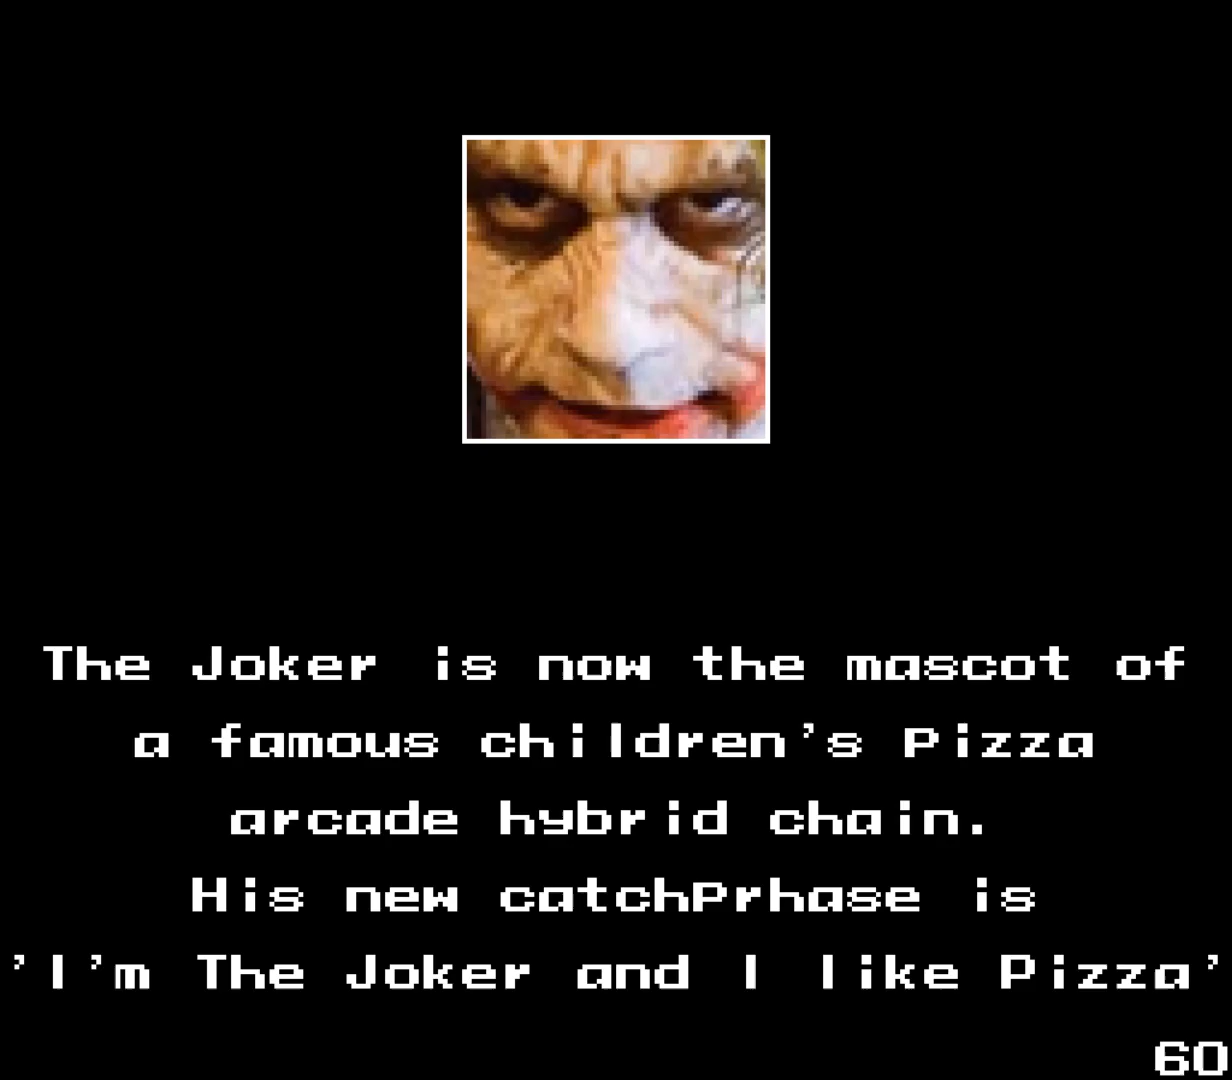 The Joker is now the mascot of
a famous children's Pizza
arcade hybrid chain.
His new catchPrhase is
'I'm The Joker and I like Pizza'
60